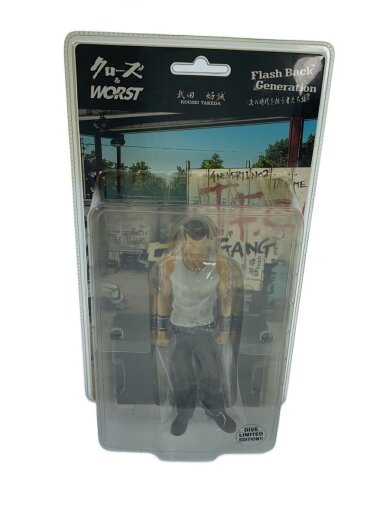 クローズ
&
WORST
武田 好誠
KOUSEI TAKEDA
Flash Back
Generation
T.F.S
GANG
DIVE
LIMITED
EDITION!!